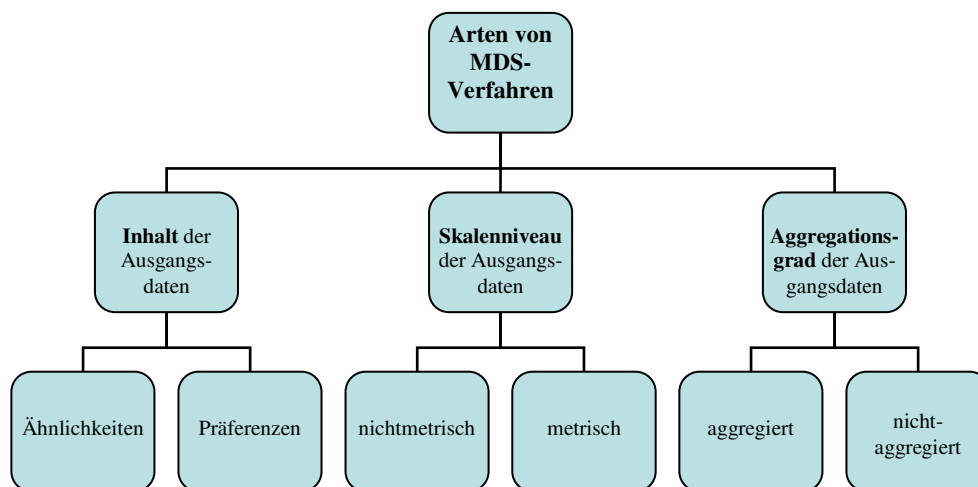 Arten von
MDS-
Verfahren
Inhalt der
Ausgangs-
daten
Skalenniveau
der Ausgangs-
daten
Aggregations-
grad der Aus-
gangsdaten
Ähnlichkeiten
Präferenzen
nichtmetrisch
metrisch
aggregiert
nicht-
aggregiert